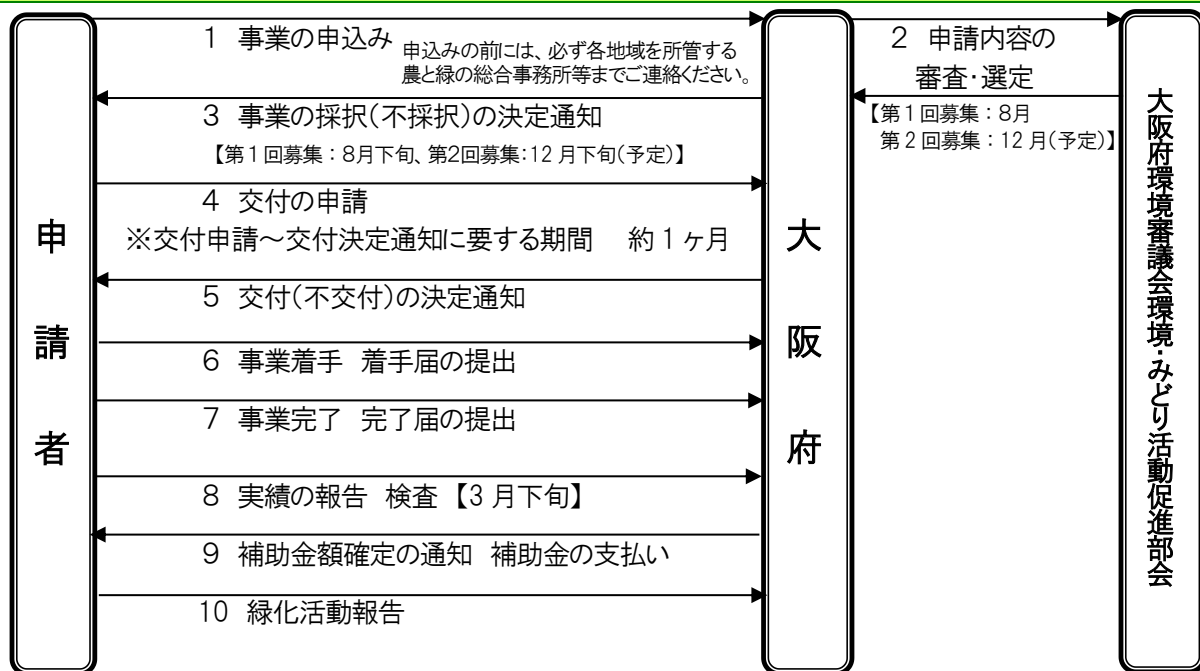 申請者
1 事業の申込み 申込みの前には、必ず各地域を所管する
農と緑の総合事務所等までご連絡ください。
3 事業の採択(不採択)の決定通知
【第1回募集：8月下旬、第2回募集:12月下旬(予定)】
4 交付の申請
※交付申請～交付決定通知に要する期間 約1ヶ月
5 交付(不交付)の決定通知
6 事業着手 着手届の提出
7 事業完了 完了届の提出
8 実績の報告 検査【3月下旬】
9 補助金額確定の通知 補助金の支払い
10 緑化活動報告
大阪府
2 申請内容の
審査・選定
【第1回募集：8月
第2回募集：12月(予定)】
大阪府環境審議会環境・みどり活動促進部会